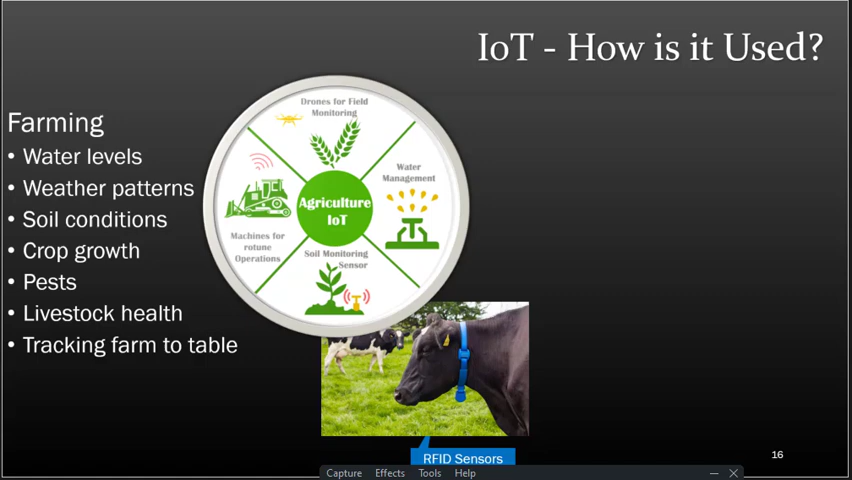 IoT - How is it Used?
Farming
• Water levels
• Weather patterns
• Soil conditions
• Crop growth
• Pests
• Livestock health
• Tracking farm to table
Drones for Field
Monitoring
Water
Management
Agriculture
IoT
Machines for
rotune
Operations
Soil Monitoring
Sensor
RFID Sensors
16
Capture Effects Tools Help